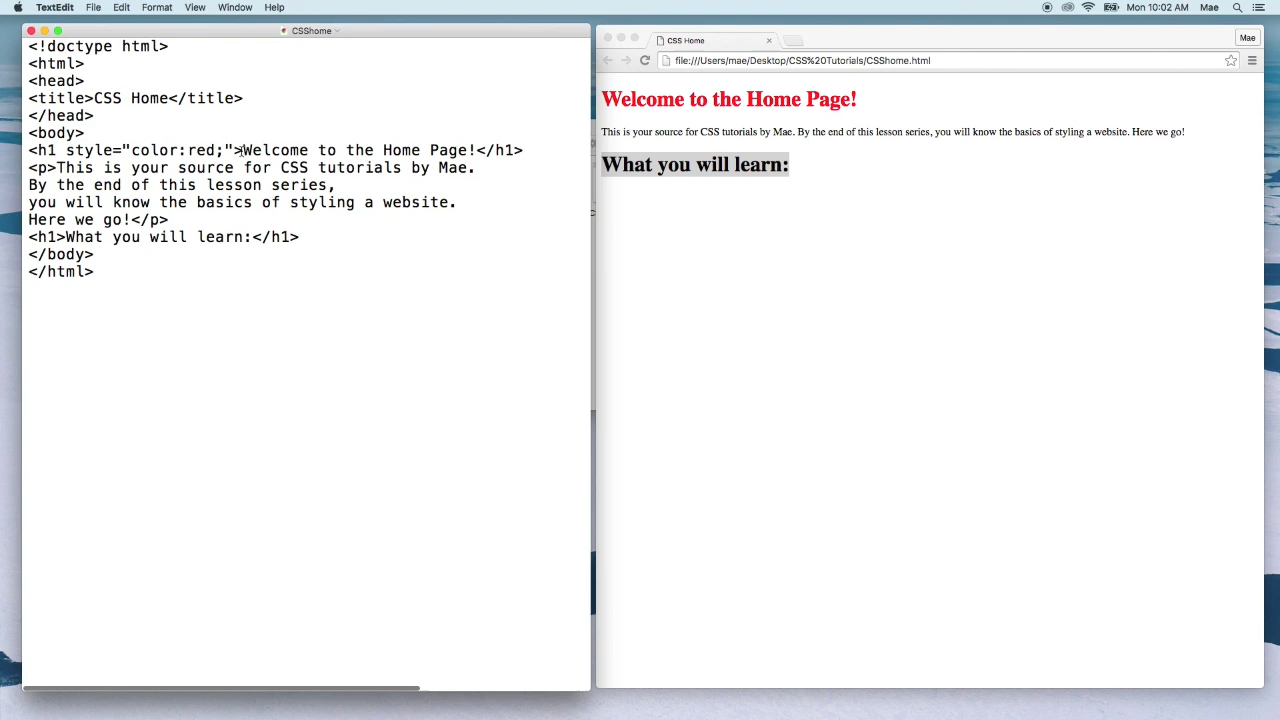 TextEdit File Edit Format View Window Help Mon 10:02 AM Mae
CSShome
<!doctype html>
<html>
<head>
<title>CSS Home</title>
</head>
<body>
<h1 style="color:red;">Welcome to the Home Page!</h1>
<p>This is your source for CSS tutorials by Mae.
By the end of this lesson series,
you will know the basics of styling a website.
Here we go!</p>
<h1>What you will learn:</h1>
</body>
</html>
CSS Home Mae
file:///Users/mae/Desktop/CSS%20Tutorials/CSShome.html
Welcome to the Home Page!
This is your source for CSS tutorials by Mae. By the end of this lesson series, you will know the basics of styling a website. Here we go!
What you will learn: